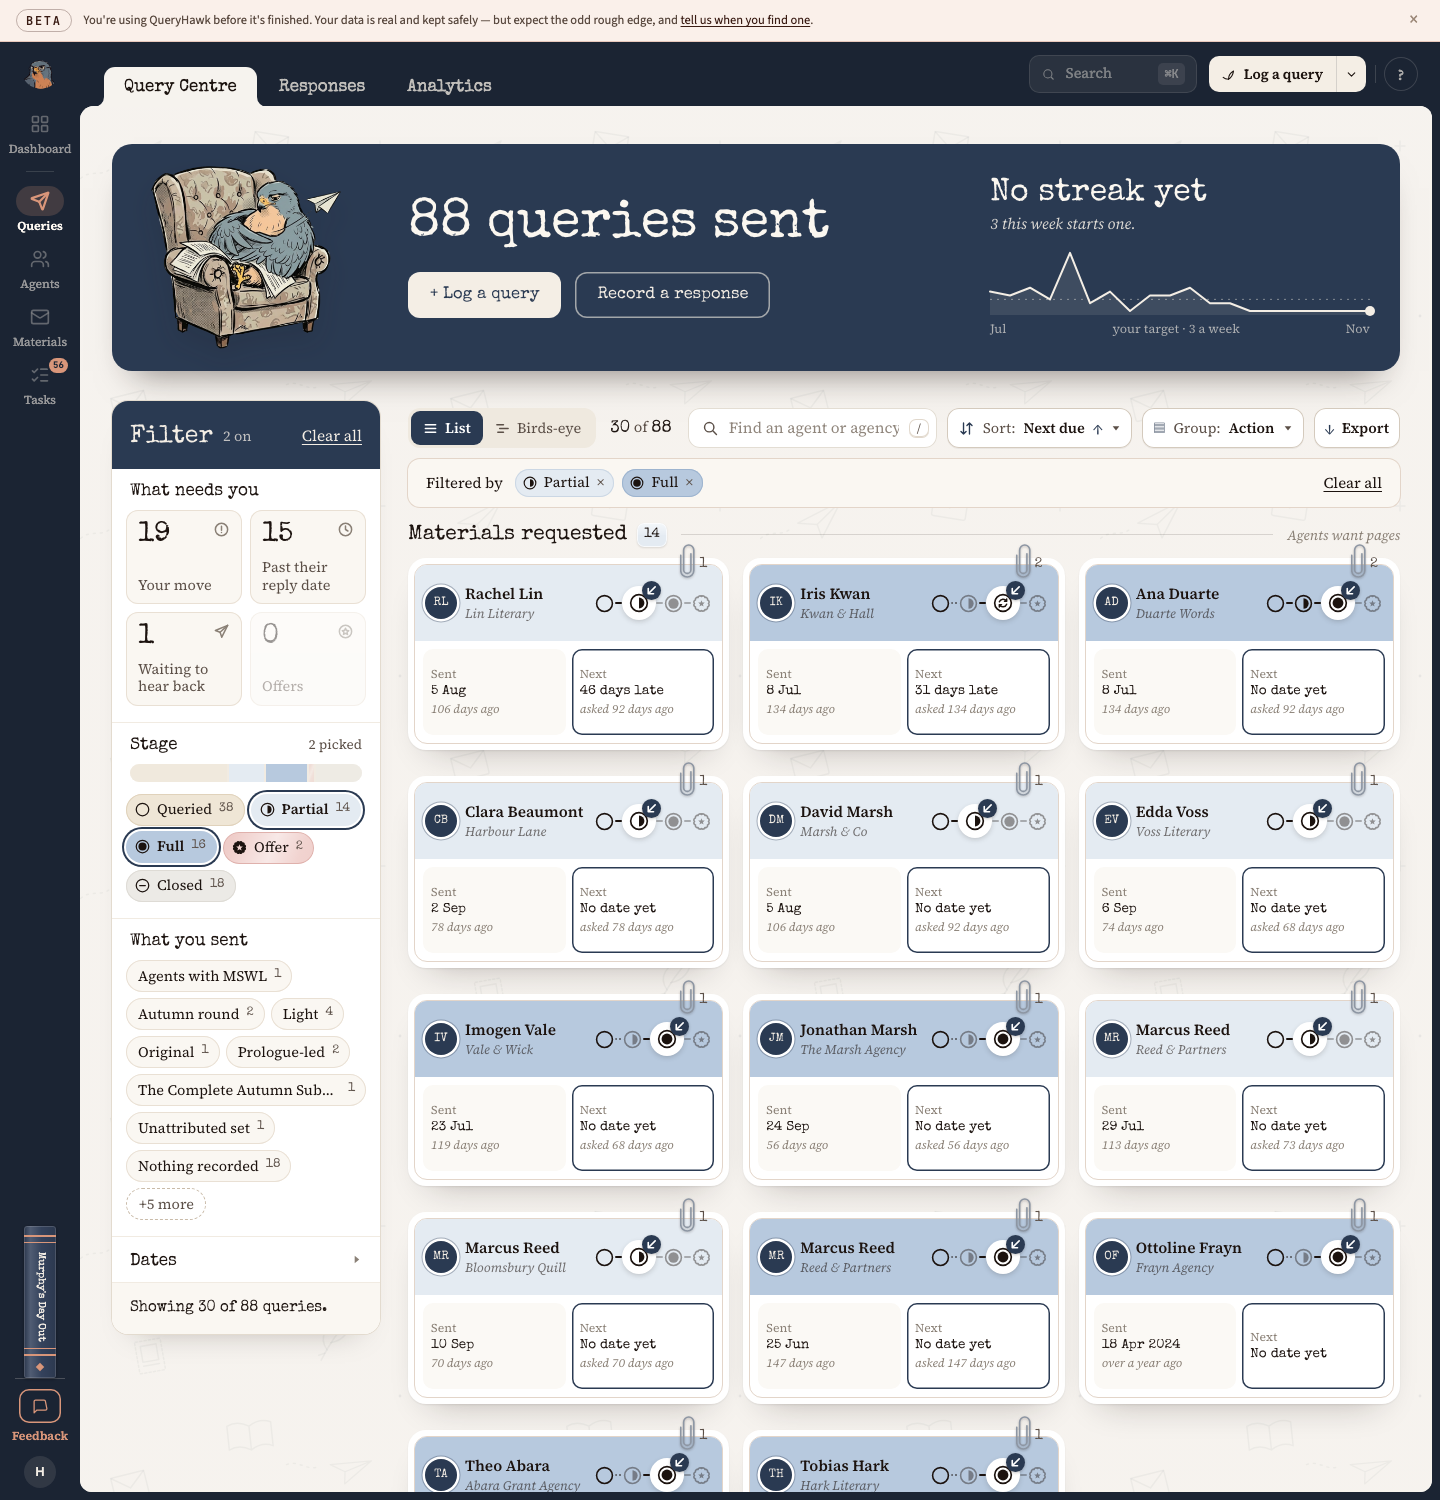 BETA
You're using QueryHawk before it's finished. Your data is real and kept safely — but expect the odd rough edge, and tell us when you find one.
×
Query Centre
Responses
Analytics
Search
⌘K
Log a query
?
Dashboard
Queries
Agents
Materials
56
Tasks
Murphy's Day Out
Feedback
H
88 queries sent
+ Log a query
Record a response
No streak yet
3 this week starts one.
Jul
your target · 3 a week
Nov
Filter 2 on
Clear all
What needs you
19
Your move
15
Past their
reply date
1
Waiting to
hear back
0
Offers
Stage
2 picked
Queried 38
Partial 14
Full 16
Offer 2
Closed 18
What you sent
Agents with MSWL 1
Autumn round 2
Light 4
Original 1
Prologue-led 2
The Complete Autumn Sub... 1
Unattributed set 1
Nothing recorded 18
+5 more
Dates
Showing 30 of 88 queries.
List
Birds-eye
30 of 88
Find an agent or agency
/
Sort: Next due ↑
Group: Action
↓ Export
Filtered by
Partial ×
Full ×
Clear all
Materials requested 14
Agents want pages
1
RL
Rachel Lin
Lin Literary
Sent
5 Aug
106 days ago
Next
46 days late
asked 92 days ago
2
IK
Iris Kwan
Kwan & Hall
Sent
8 Jul
134 days ago
Next
31 days late
asked 134 days ago
2
AD
Ana Duarte
Duarte Words
Sent
8 Jul
134 days ago
Next
No date yet
asked 92 days ago
1
CB
Clara Beaumont
Harbour Lane
Sent
2 Sep
78 days ago
Next
No date yet
asked 78 days ago
1
DM
David Marsh
Marsh & Co
Sent
5 Aug
106 days ago
Next
No date yet
asked 92 days ago
1
EV
Edda Voss
Voss Literary
Sent
6 Sep
74 days ago
Next
No date yet
asked 68 days ago
1
IV
Imogen Vale
Vale & Wick
Sent
23 Jul
119 days ago
Next
No date yet
asked 68 days ago
1
JM
Jonathan Marsh
The Marsh Agency
Sent
24 Sep
56 days ago
Next
No date yet
asked 56 days ago
1
MR
Marcus Reed
Reed & Partners
Sent
29 Jul
113 days ago
Next
No date yet
asked 73 days ago
1
MR
Marcus Reed
Bloomsbury Quill
Sent
10 Sep
70 days ago
Next
No date yet
asked 70 days ago
1
MR
Marcus Reed
Reed & Partners
Sent
25 Jun
147 days ago
Next
No date yet
asked 147 days ago
1
OF
Ottoline Frayn
Frayn Agency
Sent
18 Apr 2024
over a year ago
Next
No date yet
1
TA
Theo Abara
Abara Grant Agency
1
TH
Tobias Hark
Hark Literary